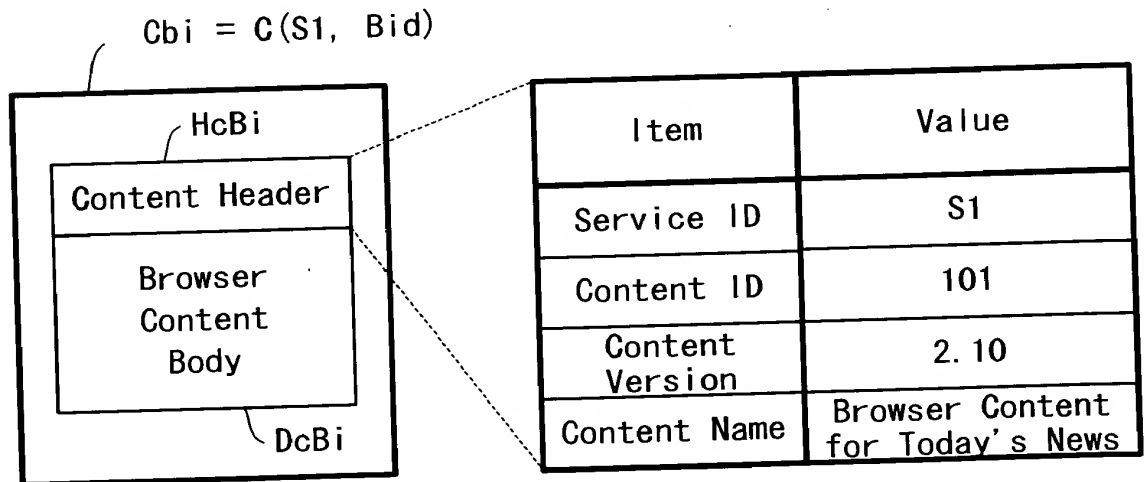 Cbi = C(S1, Bid)
HcBi
Content Header
Browser
Content
Body
DcBi
Item
Value
Service ID
S1
Content ID
101
Content
Version
2.10
Content Name
Browser Content
for Today's News